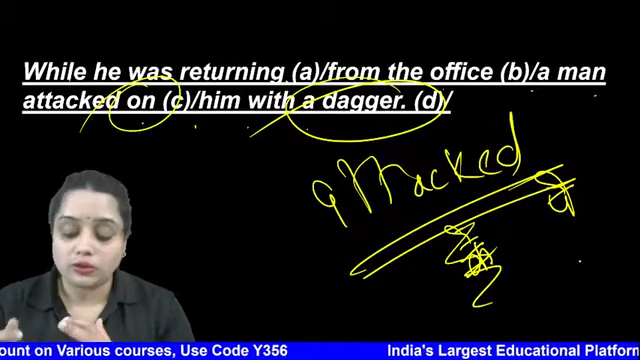 While he was returning (a)/from the office (b)/a man
attacked on (c)/him with a dagger. (d)/
attacked
ount on Various courses, Use Code Y356
India's Largest Educational Platforn